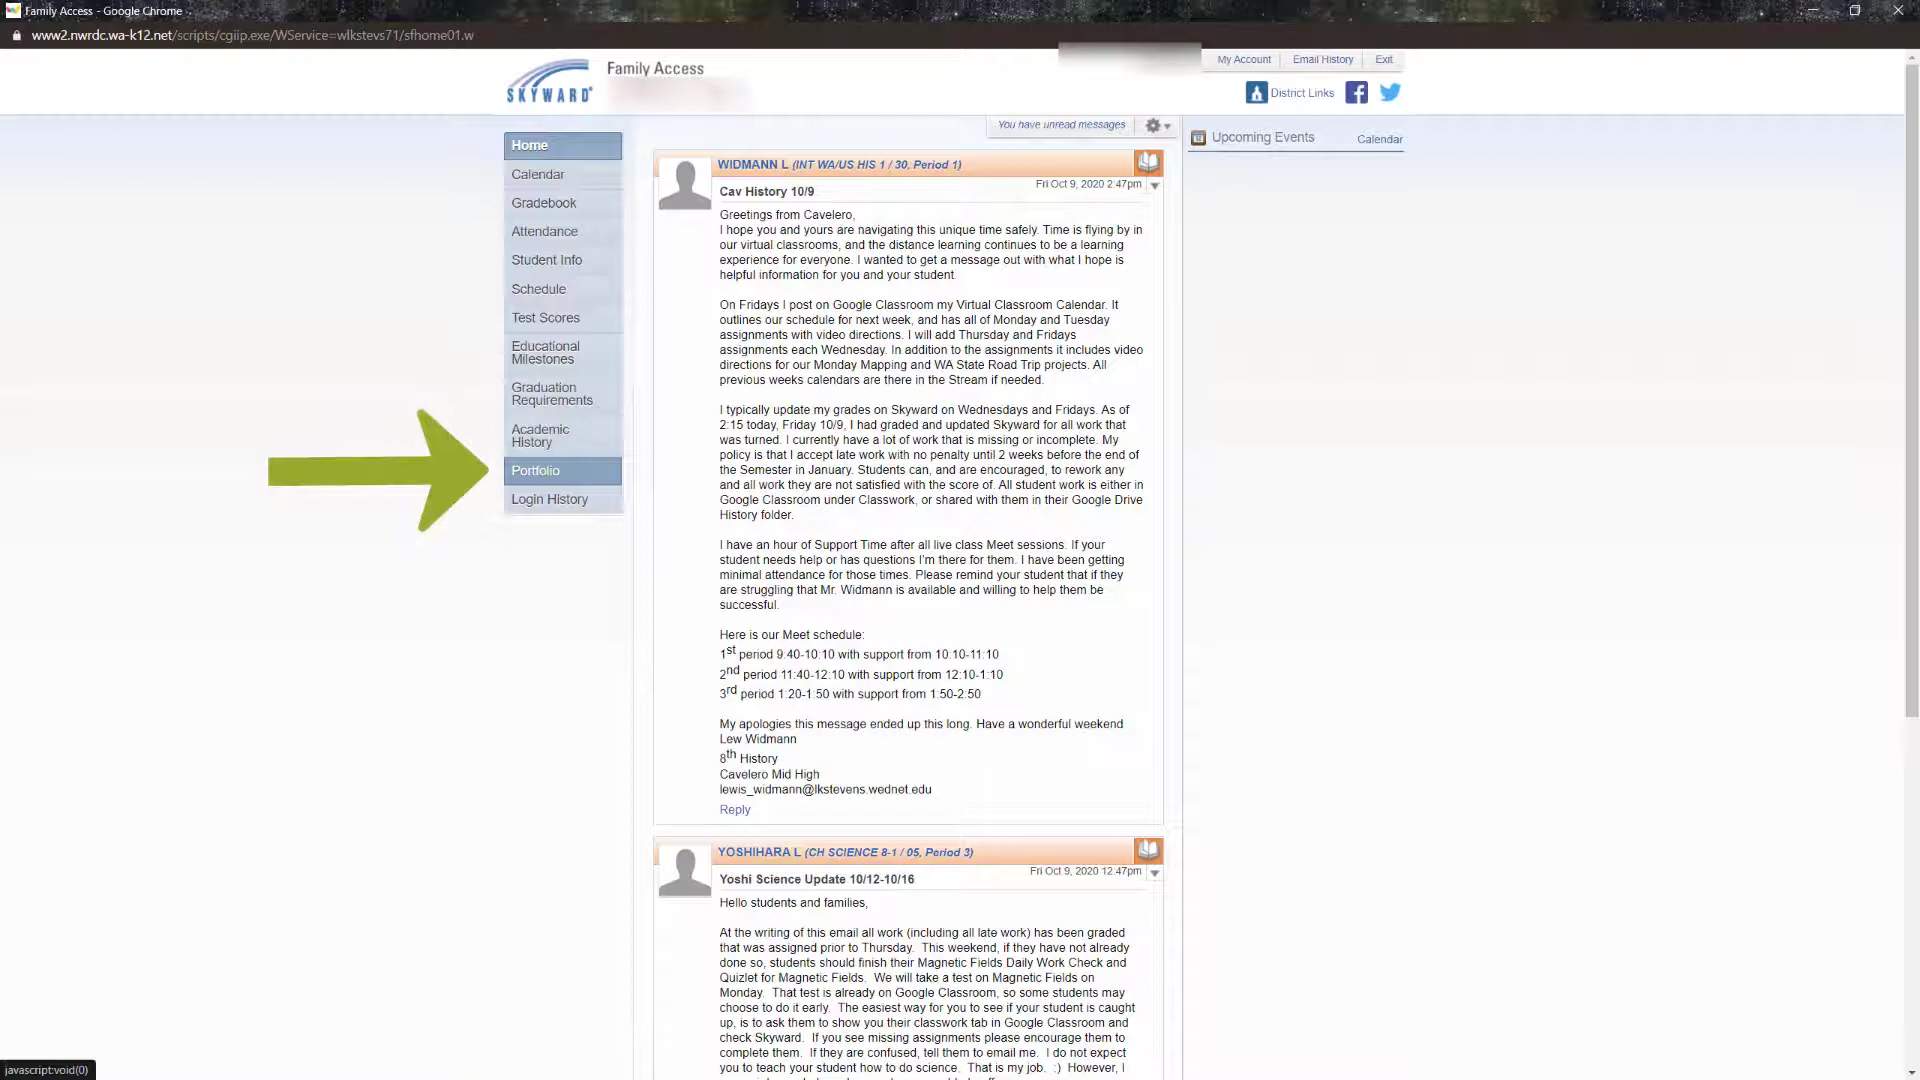 Family Access - Google Chrome
www2.nwrdc.wa-k12.net/scripts/cgiip.exe/WService=wlkstevs71/sfhome01.w
SKYWARD®
Family Access
My Account
Email History
Exit
District Links
You have unread messages
Upcoming Events
Calendar
Home
Calendar
Gradebook
Attendance
Student Info
Schedule
Test Scores
Educational
Milestones
Graduation
Requirements
Academic
History
Portfolio
Login History
WIDMANN L (INT WA/US HIS 1 / 30, Period 1)
Fri Oct 9, 2020 2:47pm
Cav History 10/9
Greetings from Cavelero,
I hope you and yours are navigating this unique time safely. Time is flying by in
our virtual classrooms, and the distance learning continues to be a learning
experience for everyone. I wanted to get a message out with what I hope is
helpful information for you and your student.
On Fridays I post on Google Classroom my Virtual Classroom Calendar. It
outlines our schedule for next week, and has all of Monday and Tuesday
assignments with video directions. I will add Thursday and Fridays
assignments each Wednesday. In addition to the assignments it includes video
directions for our Monday Mapping and WA State Road Trip projects. All
previous weeks calendars are there in the Stream if needed.
I typically update my grades on Skyward on Wednesdays and Fridays. As of
2:15 today, Friday 10/9, I had graded and updated Skyward for all work that
was turned. I currently have a lot of work that is missing or incomplete. My
policy is that I accept late work with no penalty until 2 weeks before the end of
the Semester in January. Students can, and are encouraged, to rework any
and all work they are not satisfied with the score of. All student work is either in
Google Classroom under Classwork, or shared with them in their Google Drive
History folder.
I have an hour of Support Time after all live class Meet sessions. If your
student needs help or has questions I'm there for them. I have been getting
minimal attendance for those times. Please remind your student that if they
are struggling that Mr. Widmann is available and willing to help them be
successful.
Here is our Meet schedule:
1st period 9:40-10:10 with support from 10:10-11:10
2nd period 11:40-12:10 with support from 12:10-1:10
3rd period 1:20-1:50 with support from 1:50-2:50
My apologies this message ended up this long. Have a wonderful weekend
Lew Widmann
8th History
Cavelero Mid High
lewis_widmann@lkstevens.wednet.edu
Reply
YOSHIHARA L (CH SCIENCE 8-1 / 05, Period 3)
Fri Oct 9, 2020 12:47pm
Yoshi Science Update 10/12-10/16
Hello students and families,
At the writing of this email all work (including all late work) has been graded
that was assigned prior to Thursday. This weekend, if they have not already
done so, students should finish their Magnetic Fields Daily Work Check and
Quizlet for Magnetic Fields. We will take a test on Magnetic Fields on
Monday. That test is already on Google Classroom, so some students may
choose to do it early. The easiest way for you to see if your student is caught
up, is to ask them to show you their classwork tab in Google Classroom and
check Skyward. If you see missing assignments please encourage them to
complete them. If they are confused, tell them to email me. I do not expect
you to teach your student how to do science. That is my job. :) However, I
javascript:void(0)